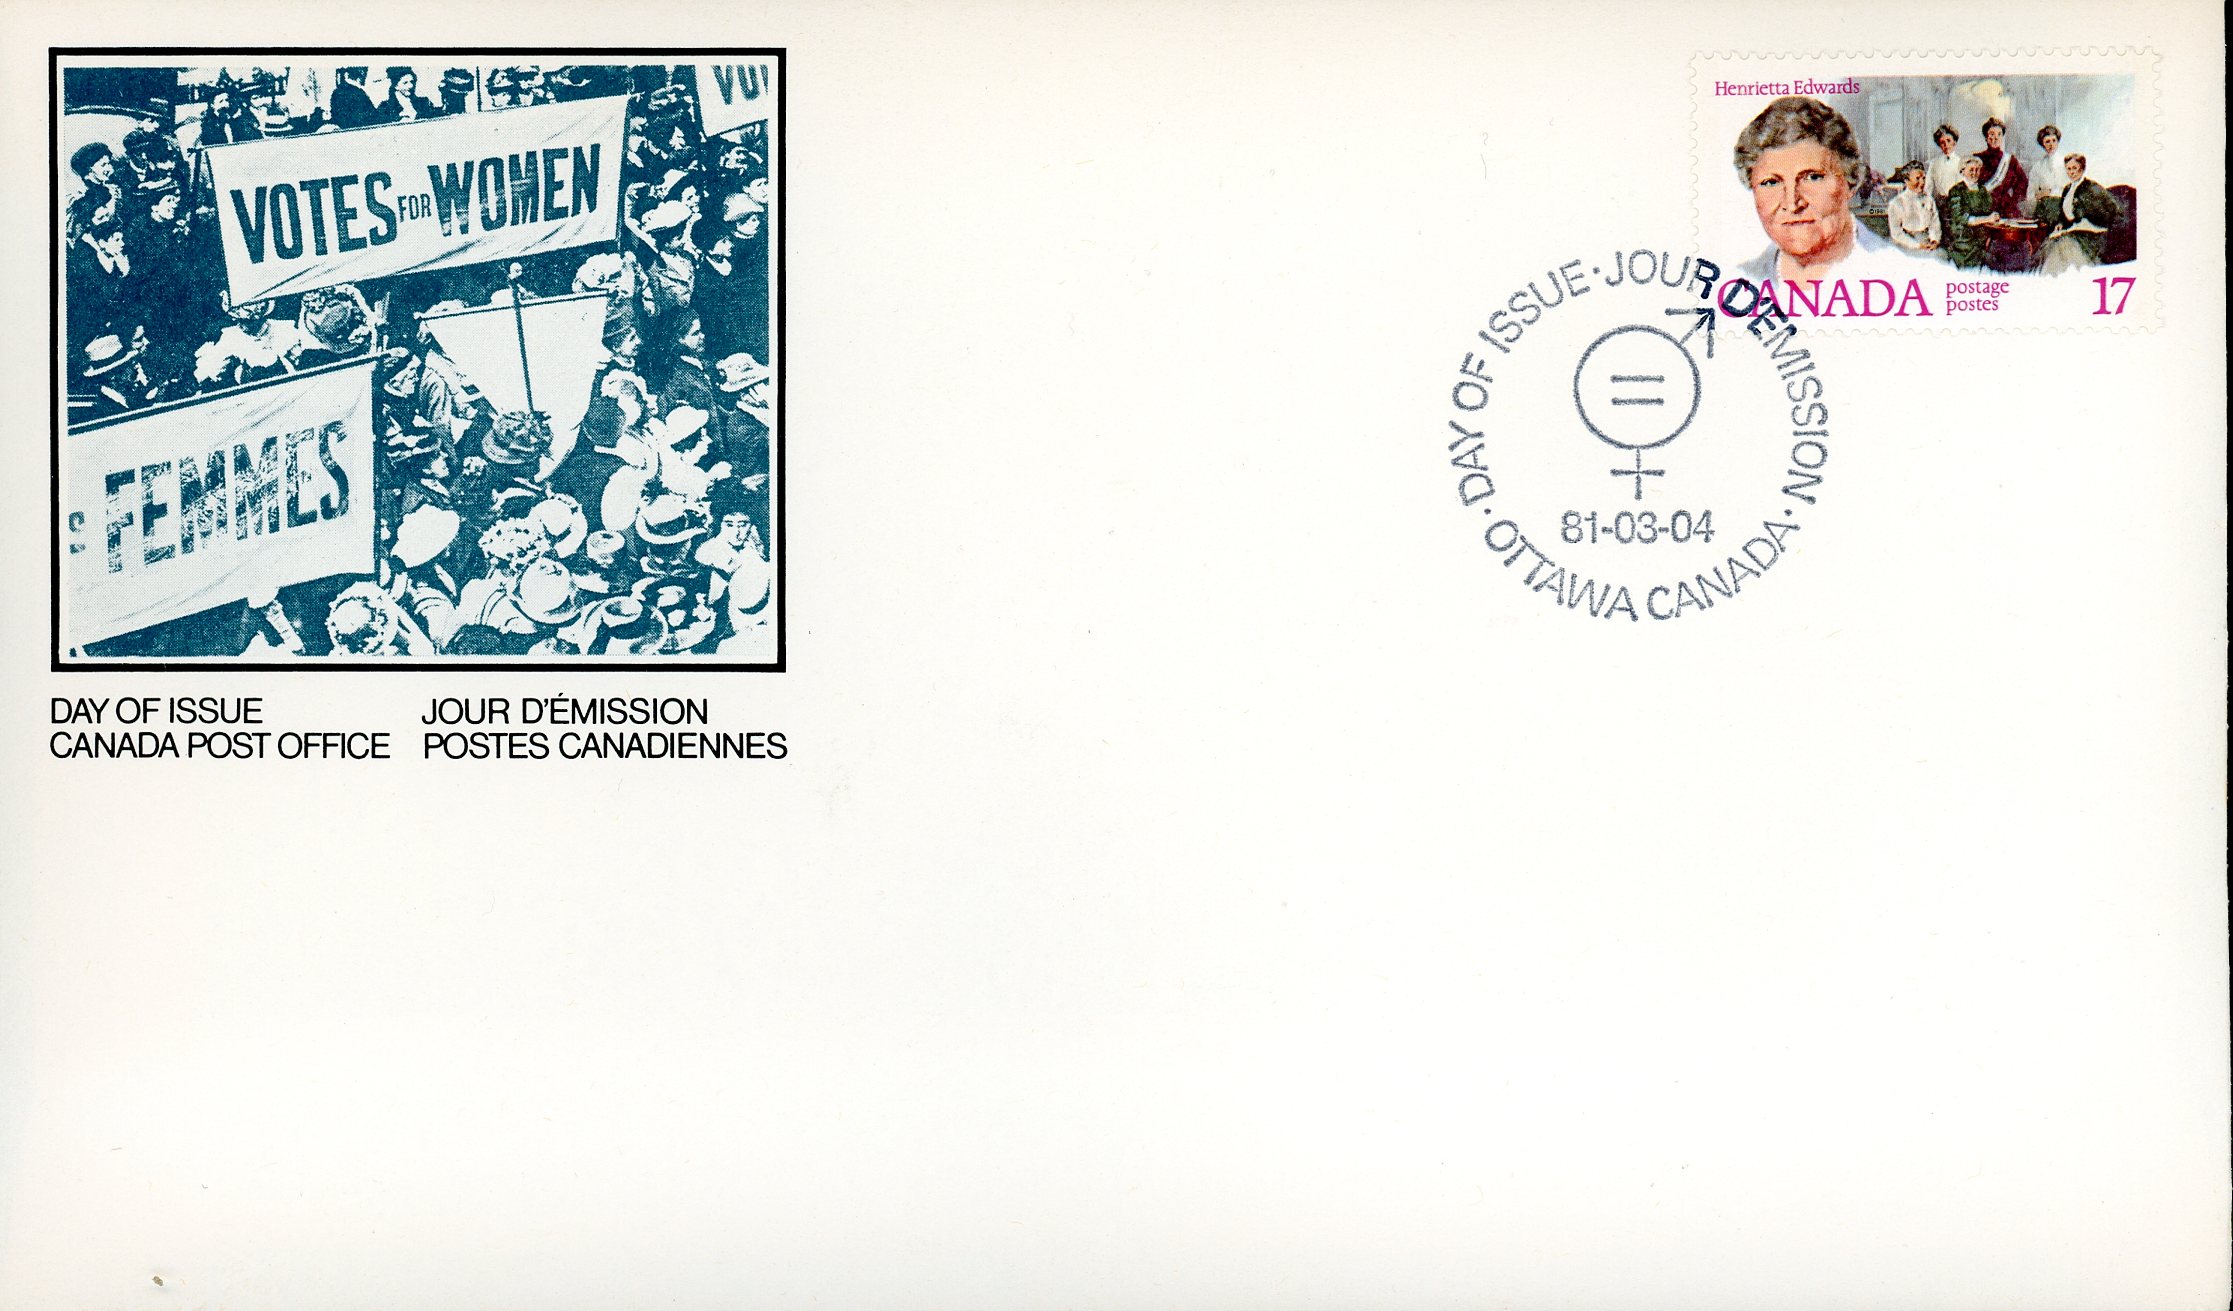 VOTES FOR WOMEN
FEMMES
DAY OF ISSUE
CANADA POST OFFICE
JOUR D'ÉMISSION
POSTES CANADIENNES
Henrietta Edwards
CANADA
postage
postes
17
DAY OF ISSUE · JOUR D'ÉMISSION · OTTAWA CANADA ·
=
81-03-04